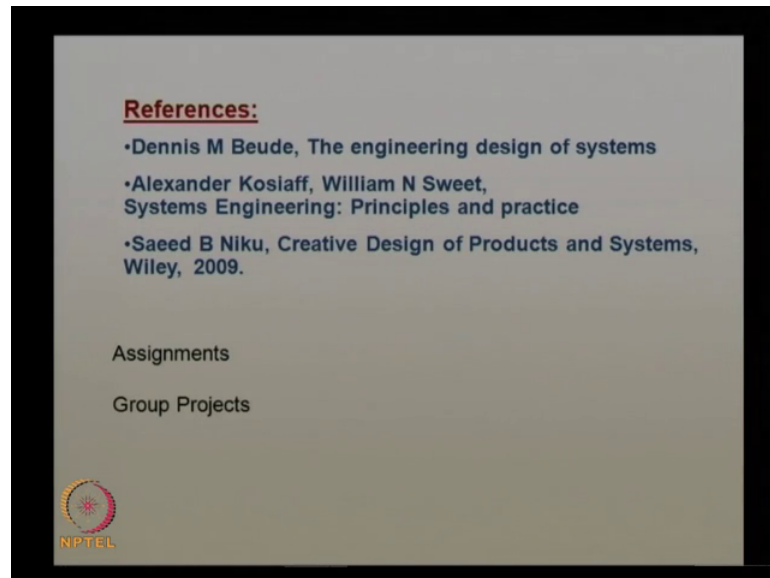 References:
•Dennis M Beude, The engineering design of systems
•Alexander Kosiaff, William N Sweet,
Systems Engineering: Principles and practice
•Saeed B Niku, Creative Design of Products and Systems,
Wiley, 2009.
Assignments
Group Projects
NPTEL